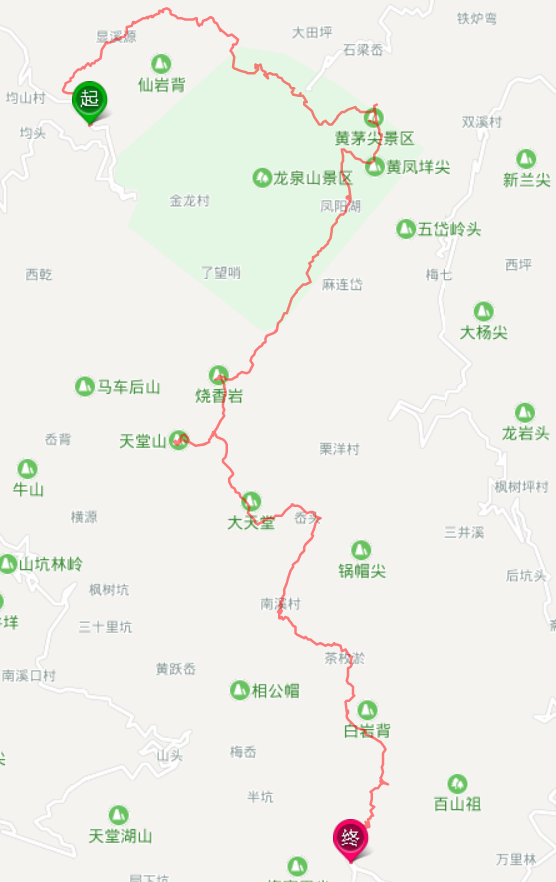 铁炉弯
大田坪
昱溪源
石梁岙
仙岩背
均山村
起
黄茅尖景区
双溪村
均头
黄凤垟尖
新兰尖
龙泉山景区
金龙村
凤阳湖
五岱岭头
西坪
了望哨
西乾
梅七
麻连岱
大杨尖
马车后山
烧香岩
龙岩头
岙背
天堂山
栗洋村
牛山
枫树坪村
横源
大天堂
岙头
三井溪
山坑林岭
锅帽尖
后坑头
枫树坑
南溪村
三十里坑
茶枚淤
南溪口村
黄跃岙
相公帽
白岩背
山头
梅岙
半坑
百山祖
天堂湖山
终
万里林